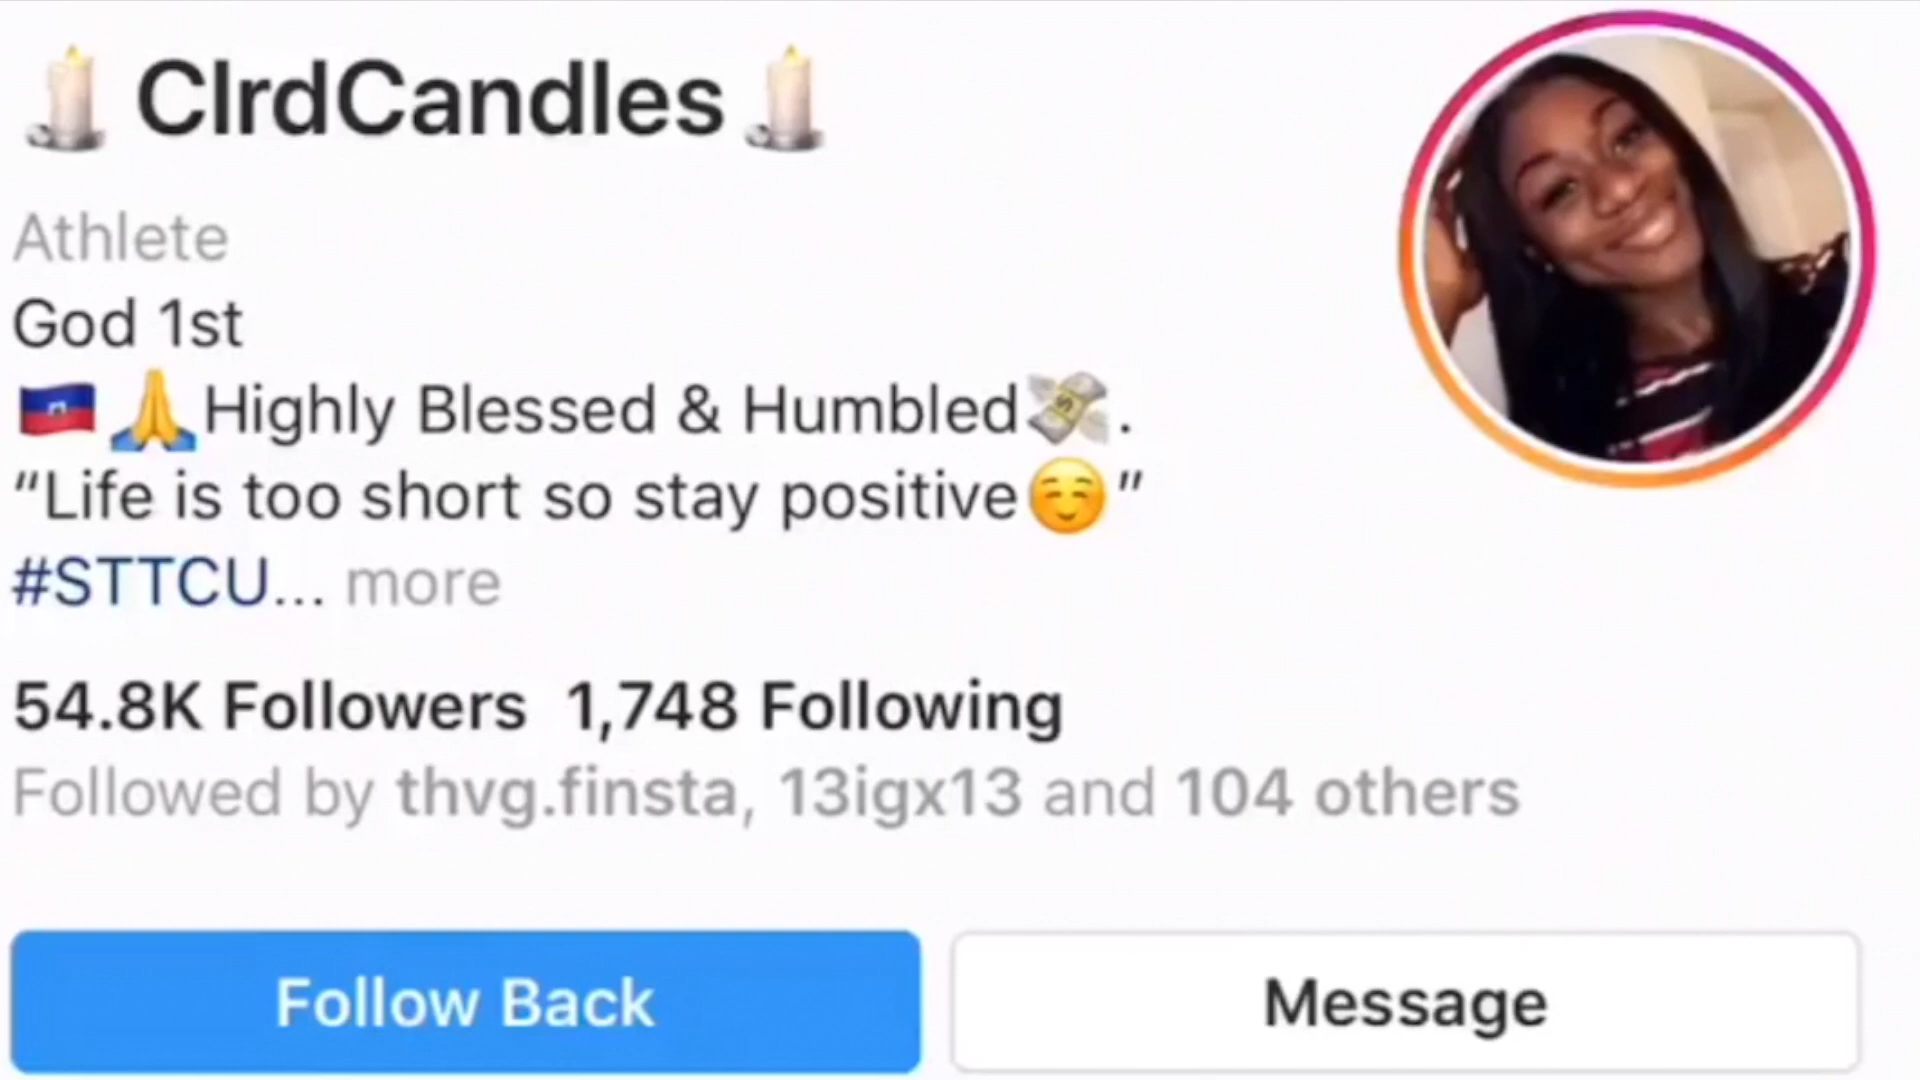 🕯️ ClrdCandles 🕯️
Athlete
God 1st
🇭🇹🙏Highly Blessed & Humbled💸.
“Life is too short so stay positive☺️”
#STTCU... more
54.8K Followers 1,748 Following
Followed by thvg.finsta, 13igx13 and 104 others
Follow Back
Message